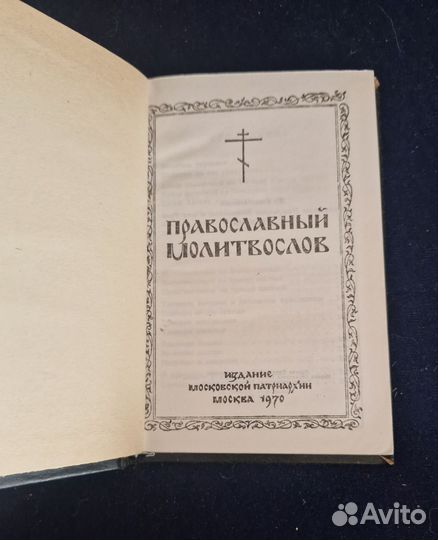 ПРАВОСЛАВНЫЙ
МОЛИТВОСЛОВ
ИЗДАНИЕ
МОСКОВСКОЙ ПАТРИАРХИИ
МОСКВА 1970
Avito